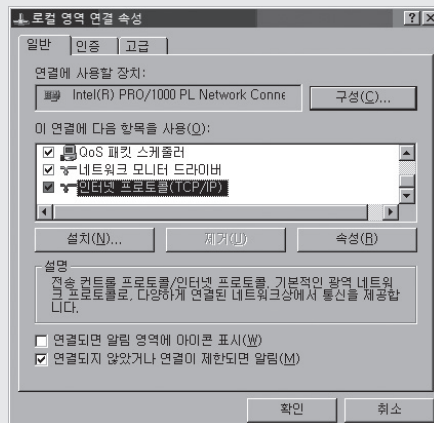 로컬 영역 연결 속성
일반 인증 고급
연결에 사용할 장치:
Intel(R) PRO/1000 PL Network Conne
구성(C)...
이 연결에 다음 항목을 사용(O):
QoS 패킷 스케줄러
네트워크 모니터 드라이버
인터넷 프로토콜(TCP/IP)
설치(N)... 제거(U) 속성(R)
설명
전송 컨트롤 프로토콜/인터넷 프로토콜. 기본적인 광역 네트워
크 프로토콜로, 다양하게 연결된 네트워크상에서 통신을 제공합
니다.
연결되면 알림 영역에 아이콘 표시(W)
연결되지 않았거나 연결이 제한되면 알림(M)
확인 취소